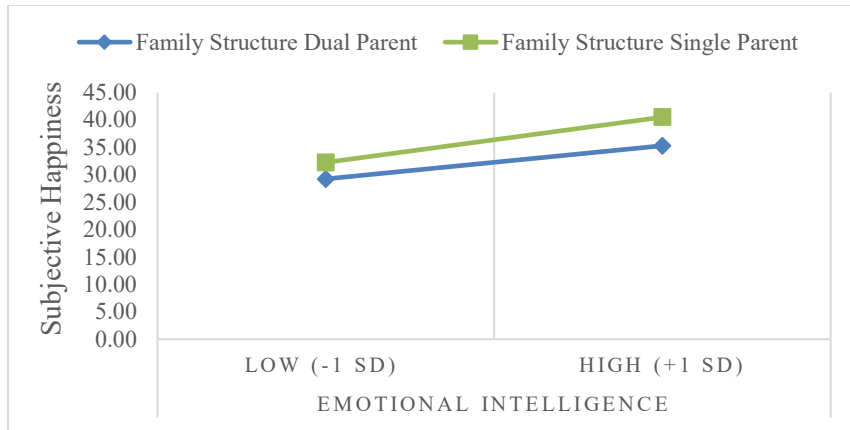 Family Structure Dual Parent Family Structure Single Parent
Subjective Happiness
45.00
40.00
35.00
30.00
25.00
20.00
15.00
10.00
5.00
0.00
LOW (-1 SD) HIGH (+1 SD)
EMOTIONAL INTELLIGENCE